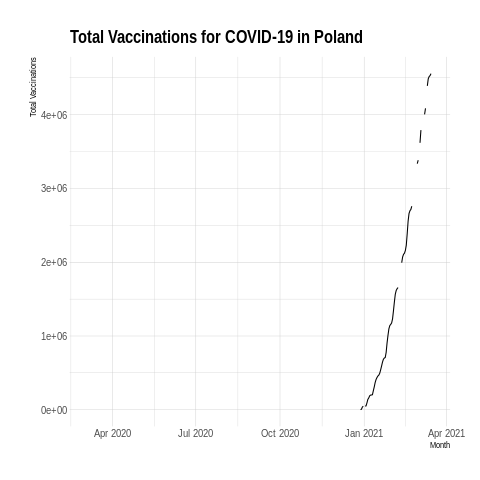 Total Vaccinations for COVID-19 in Poland
Total Vaccinations
4e+06
3e+06
2e+06
1e+06
0e+00
Apr 2020 Jul 2020 Oct 2020 Jan 2021 Apr 2021
Month